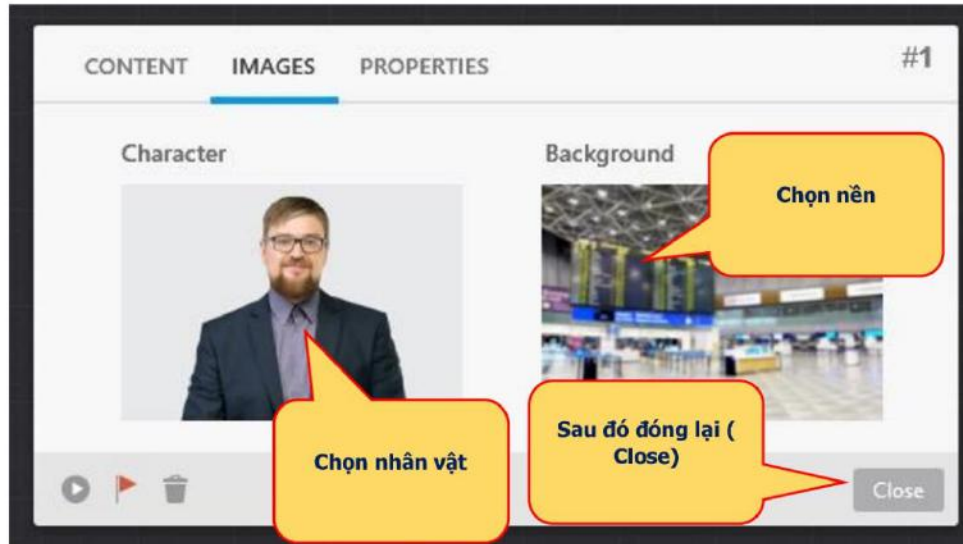 CONTENT IMAGES PROPERTIES #1
Character Background
Chọn nền
Chọn nhân vật
Sau đó đóng lại (
Close)
Close